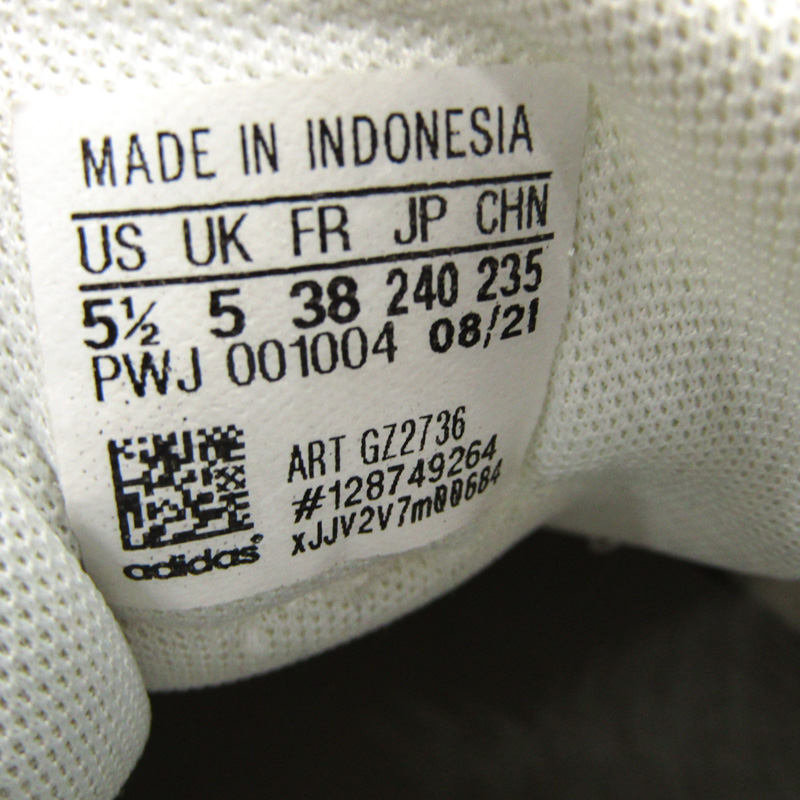 MADE IN INDONESIA
US UK FR JP CHN
5½ 5 38 240 235
PWJ 001004 08/21
ART GZ2736
#128749264
adidas